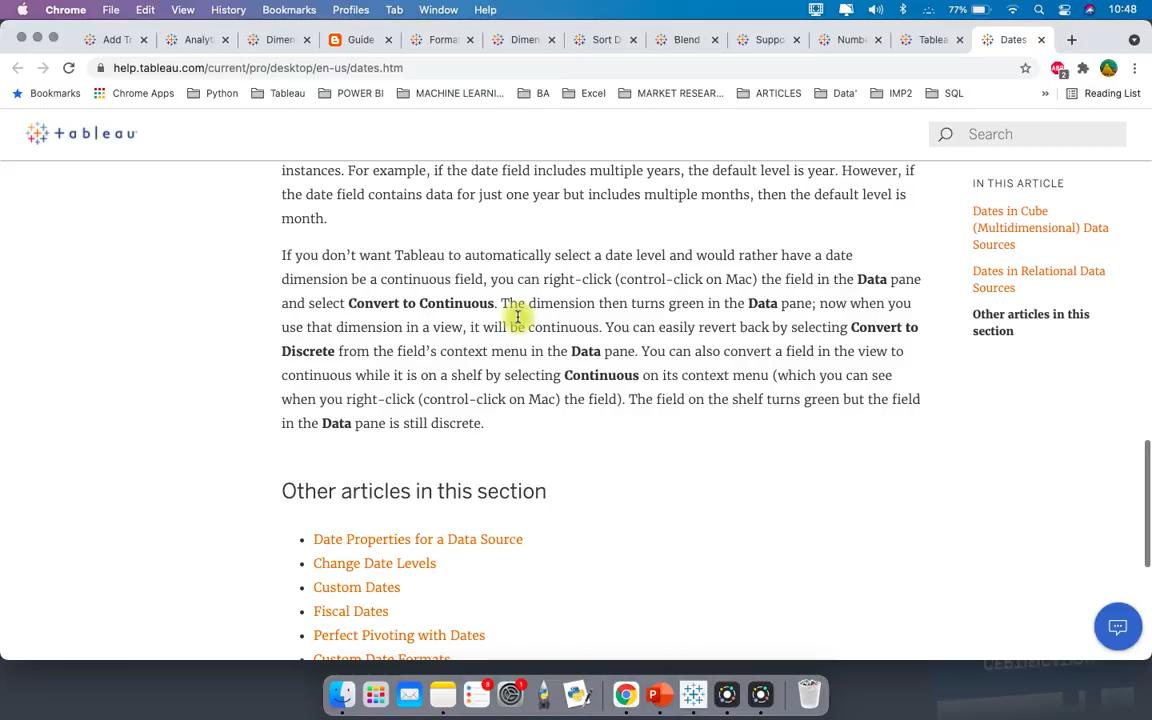 Chrome File Edit View History Bookmarks Profiles Tab Window Help 77% 10:48
Add Tr Analyt Dimen Guide Forma Dimen Sort D Blend Suppo Numbe Tablea Dates
help.tableau.com/current/pro/desktop/en-us/dates.htm 2
Bookmarks Chrome Apps Python Tableau POWER BI MACHINE LEARNI... BA Excel MARKET RESEAR... ARTICLES Data' IMP2 SQL » Reading List
+ableau Search
instances. For example, if the date field includes multiple years, the default level is year. However, if
the date field contains data for just one year but includes multiple months, then the default level is
month.
If you don't want Tableau to automatically select a date level and would rather have a date
dimension be a continuous field, you can right-click (control-click on Mac) the field in the Data pane
and select Convert to Continuous. The dimension then turns green in the Data pane; now when you
use that dimension in a view, it will be continuous. You can easily revert back by selecting Convert to
Discrete from the field's context menu in the Data pane. You can also convert a field in the view to
continuous while it is on a shelf by selecting Continuous on its context menu (which you can see
when you right-click (control-click on Mac) the field). The field on the shelf turns green but the field
in the Data pane is still discrete.
Other articles in this section
• Date Properties for a Data Source
• Change Date Levels
• Custom Dates
• Fiscal Dates
• Perfect Pivoting with Dates
Custom Date Formats
IN THIS ARTICLE
Dates in Cube
(Multidimensional) Data
Sources
Dates in Relational Data
Sources
Other articles in this
section